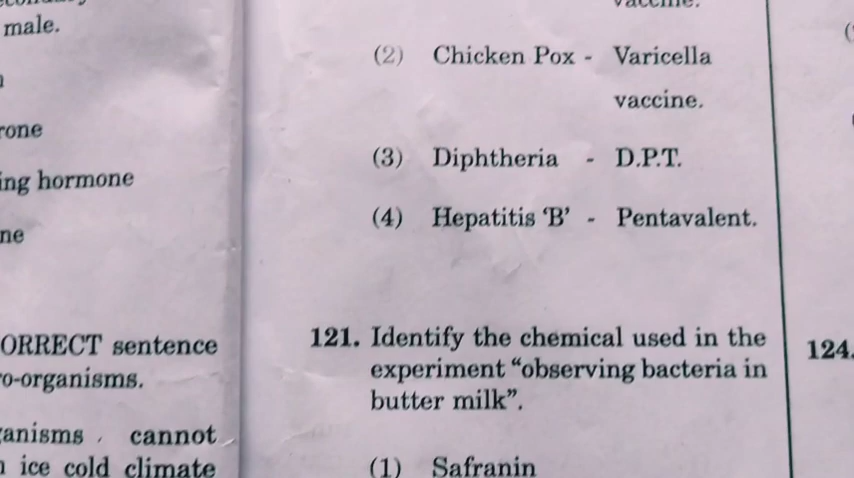 male.
rone
ing hormone
ne
ORRECT sentence
o-organisms.
anisms cannot
ice cold climate
vaccine.
(2) Chicken Pox - Varicella
vaccine.
(3) Diphtheria - D.P.T.
(4) Hepatitis ‘B’ - Pentavalent.
121. Identify the chemical used in the
experiment “observing bacteria in
butter milk”.
(1) Safranin
124.